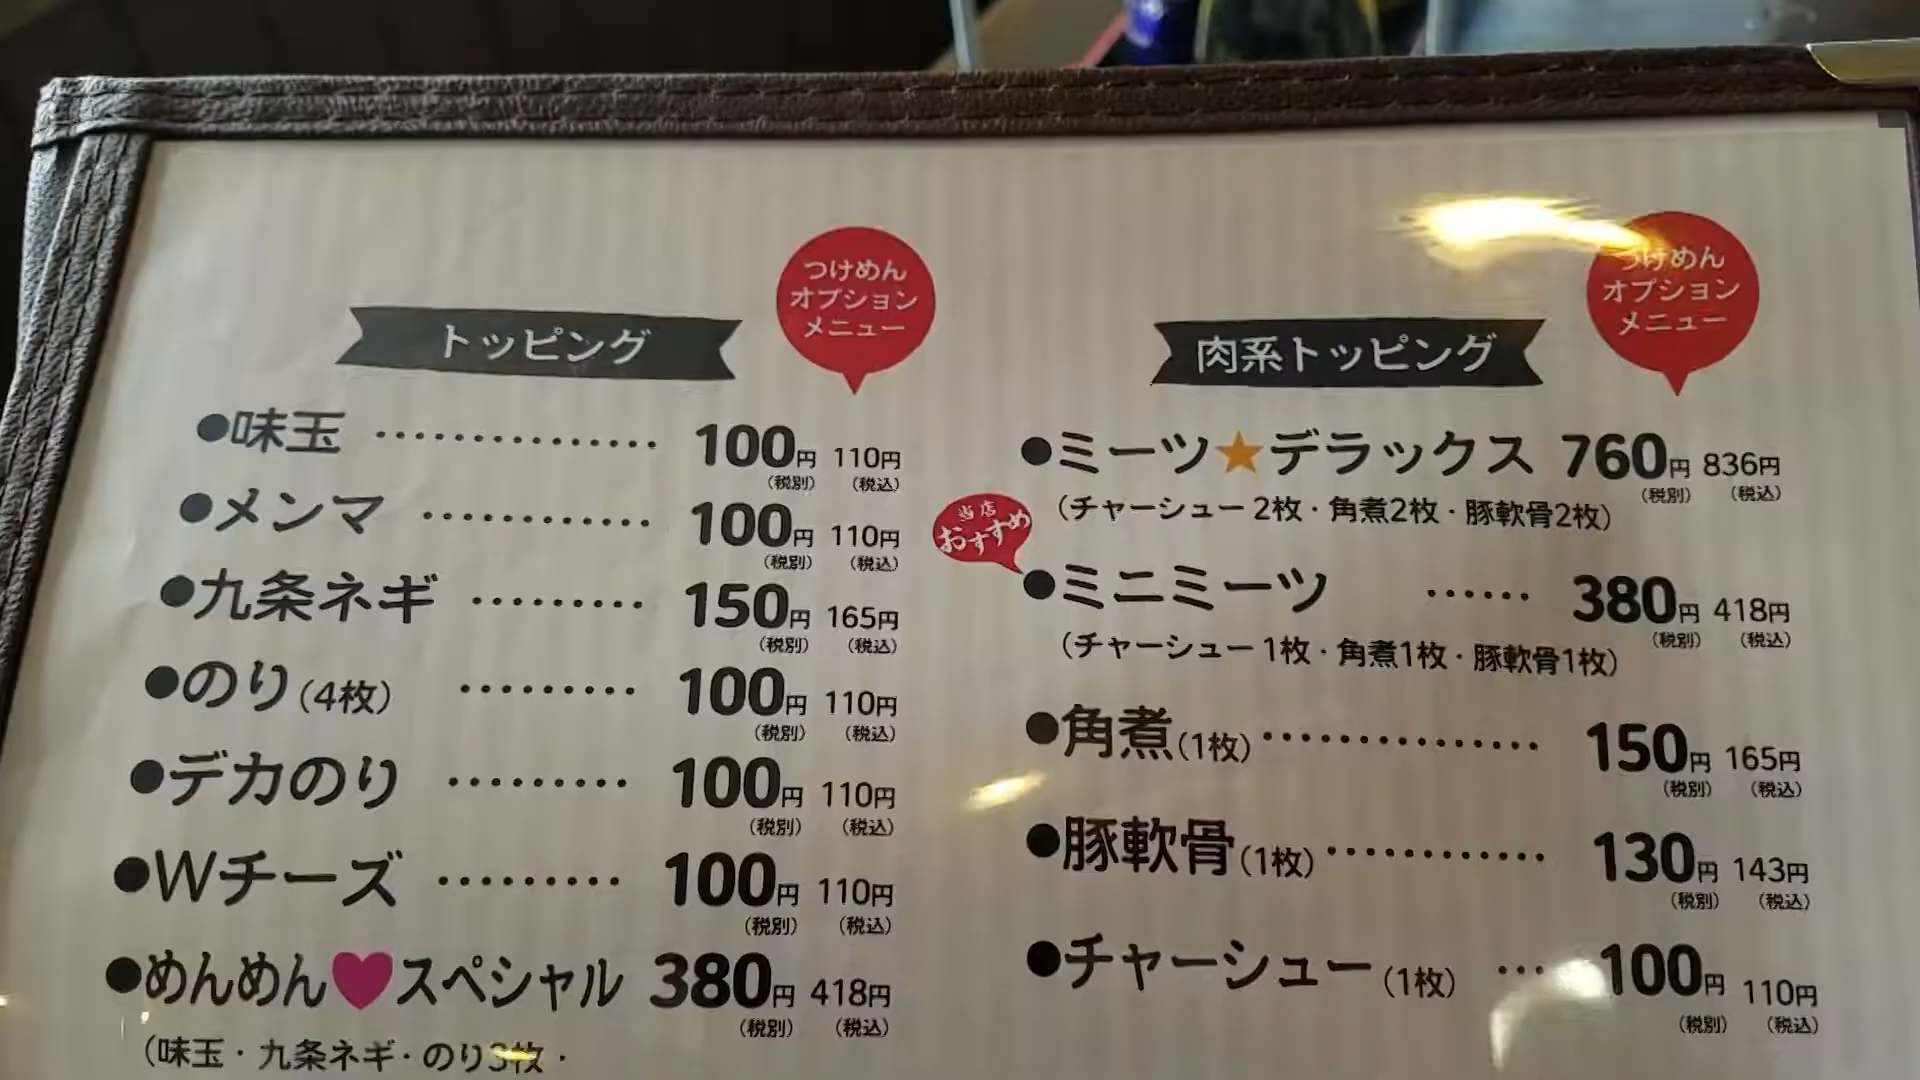 つけめん
オプション
メニュー
トッピング
●味玉 …………… 100円 110円
(税別) (税込)
●メンマ ………… 100円 110円
(税別) (税込)
●九条ネギ ……… 150円 165円
(税別) (税込)
●のり(4枚) ……… 100円 110円
(税別) (税込)
●デカのり ……… 100円 110円
(税別) (税込)
●Wチーズ ……… 100円 110円
(税別) (税込)
●めんめん♥スペシャル 380円 418円
(税別) (税込)
(味玉・九条ネギ・のり3枚・
つけめん
オプション
メニュー
肉系トッピング
●ミーツ★デラックス 760円 836円
(税別) (税込)
(チャーシュー2枚・角煮2枚・豚軟骨2枚)
当店
おすすめ
●ミニミーツ …… 380円 418円
(税別) (税込)
(チャーシュー1枚・角煮1枚・豚軟骨1枚)
●角煮(1枚) …………… 150円 165円
(税別) (税込)
●豚軟骨(1枚) ………… 130円 143円
(税別) (税込)
●チャーシュー(1枚) … 100円 110円
(税別) (税込)